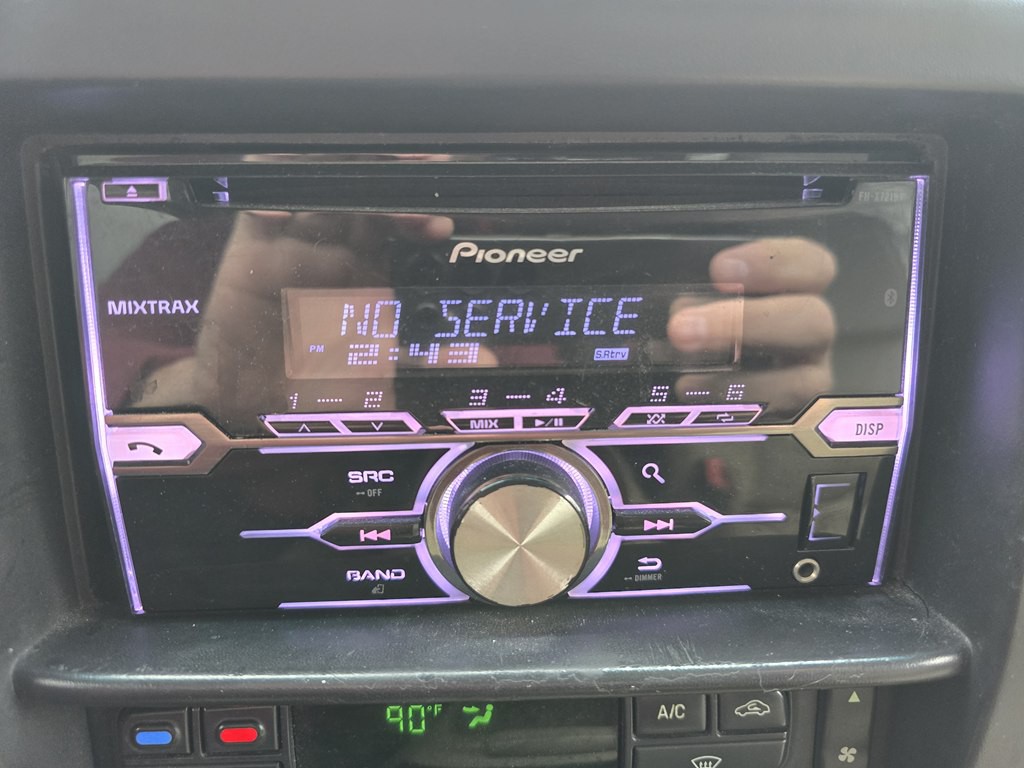 Pioneer
MIXTRAX
NO SERVICE
PM 2:43 S.Rtrv
1 2 3 4 5 6
MIX
DISP
SRC
OFF
BAND
DIMMER
90°F
A/C